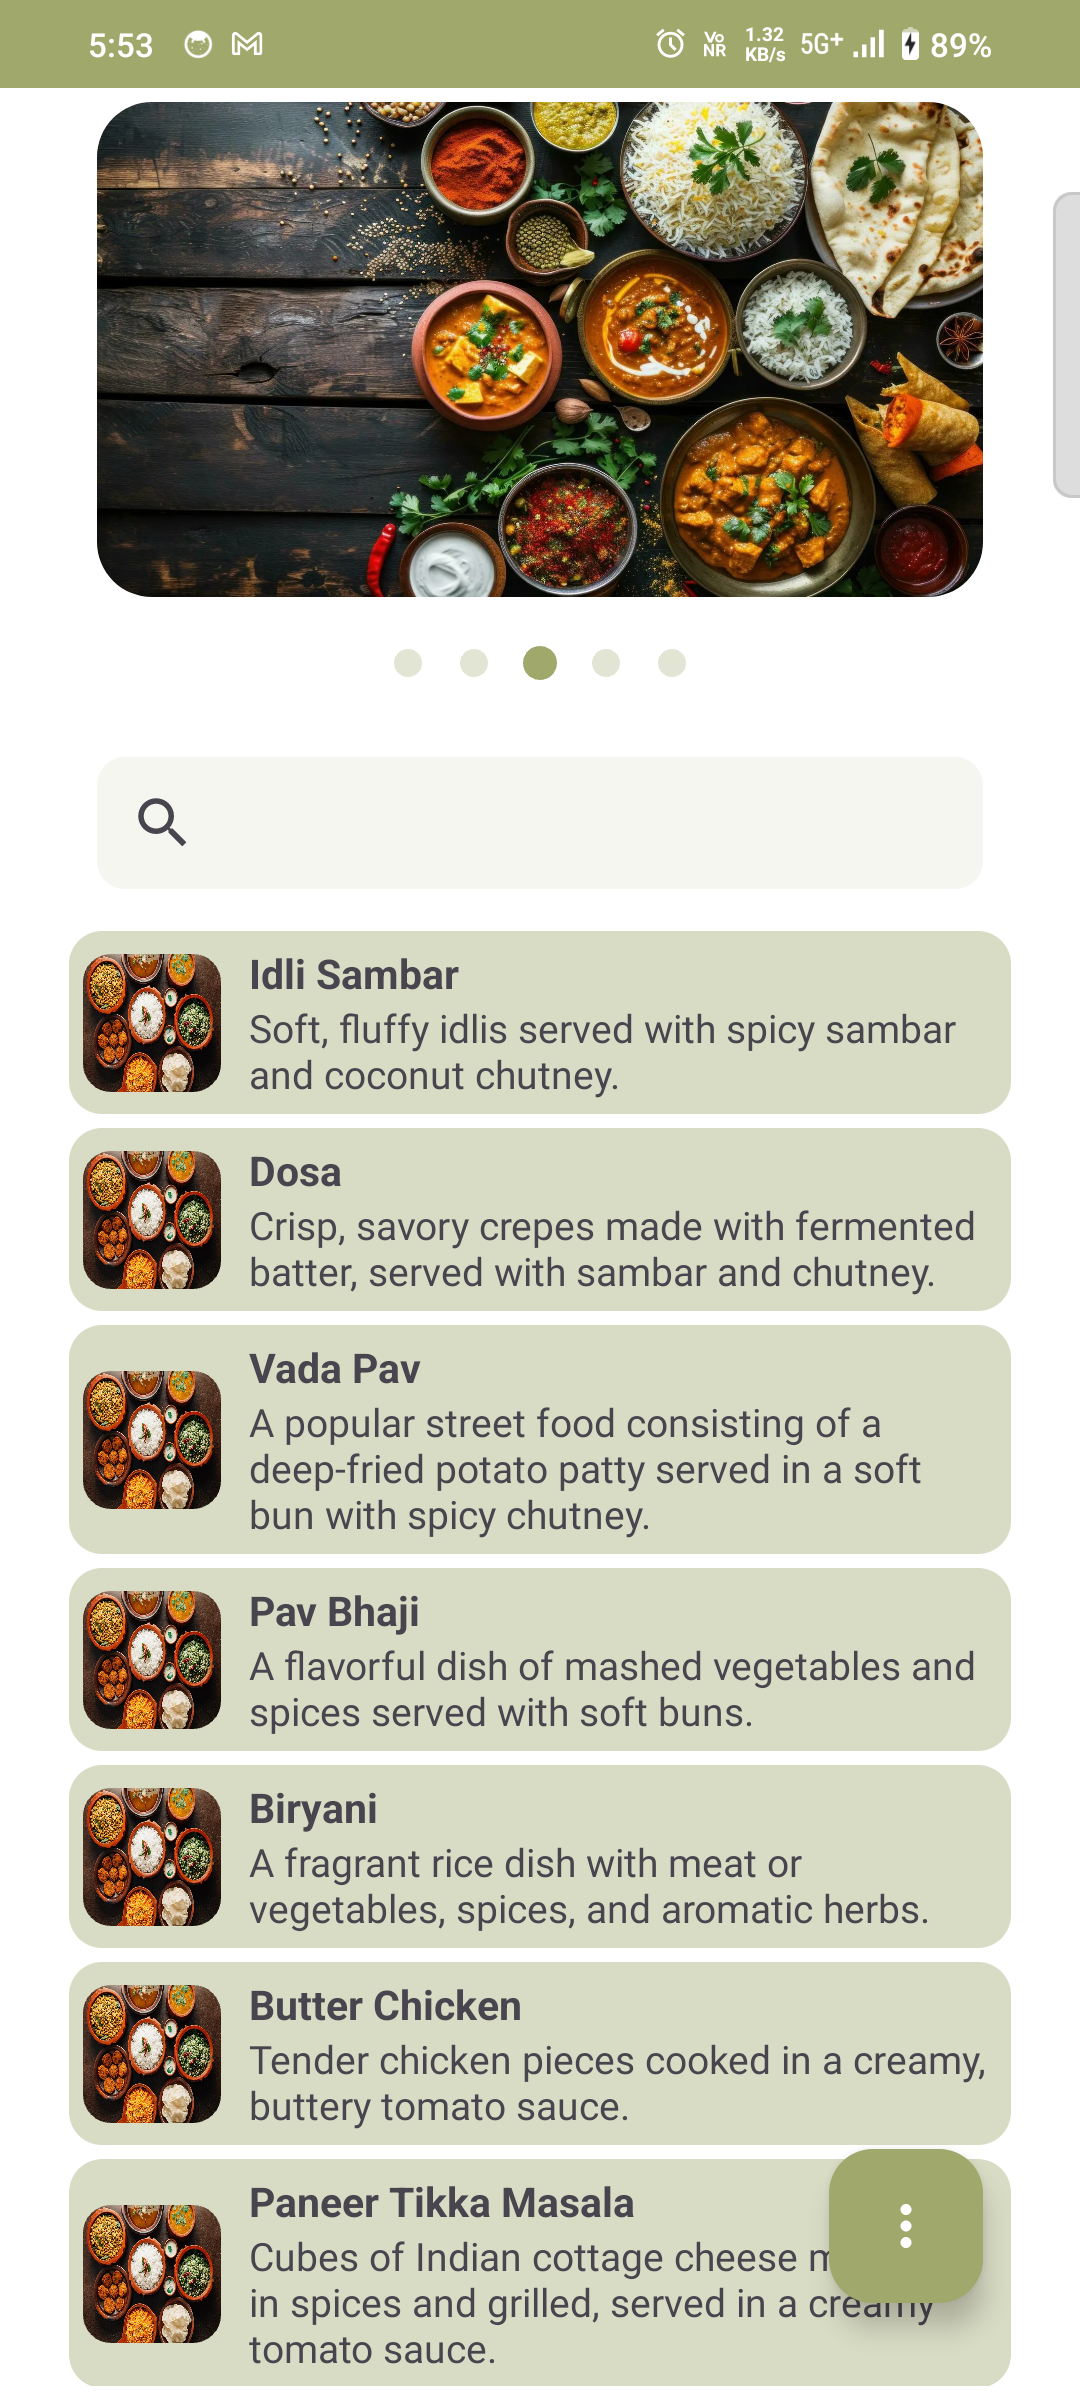 5:53
Vo NR 1.32 KB/s 5G+ 89%
Idli Sambar
Soft, fluffy idlis served with spicy sambar
and coconut chutney.
Dosa
Crisp, savory crepes made with fermented
batter, served with sambar and chutney.
Vada Pav
A popular street food consisting of a
deep-fried potato patty served in a soft
bun with spicy chutney.
Pav Bhaji
A flavorful dish of mashed vegetables and
spices served with soft buns.
Biryani
A fragrant rice dish with meat or
vegetables, spices, and aromatic herbs.
Butter Chicken
Tender chicken pieces cooked in a creamy,
buttery tomato sauce.
Paneer Tikka Masala
Cubes of Indian cottage cheese
in spices and grilled, served in a creamy
tomato sauce.